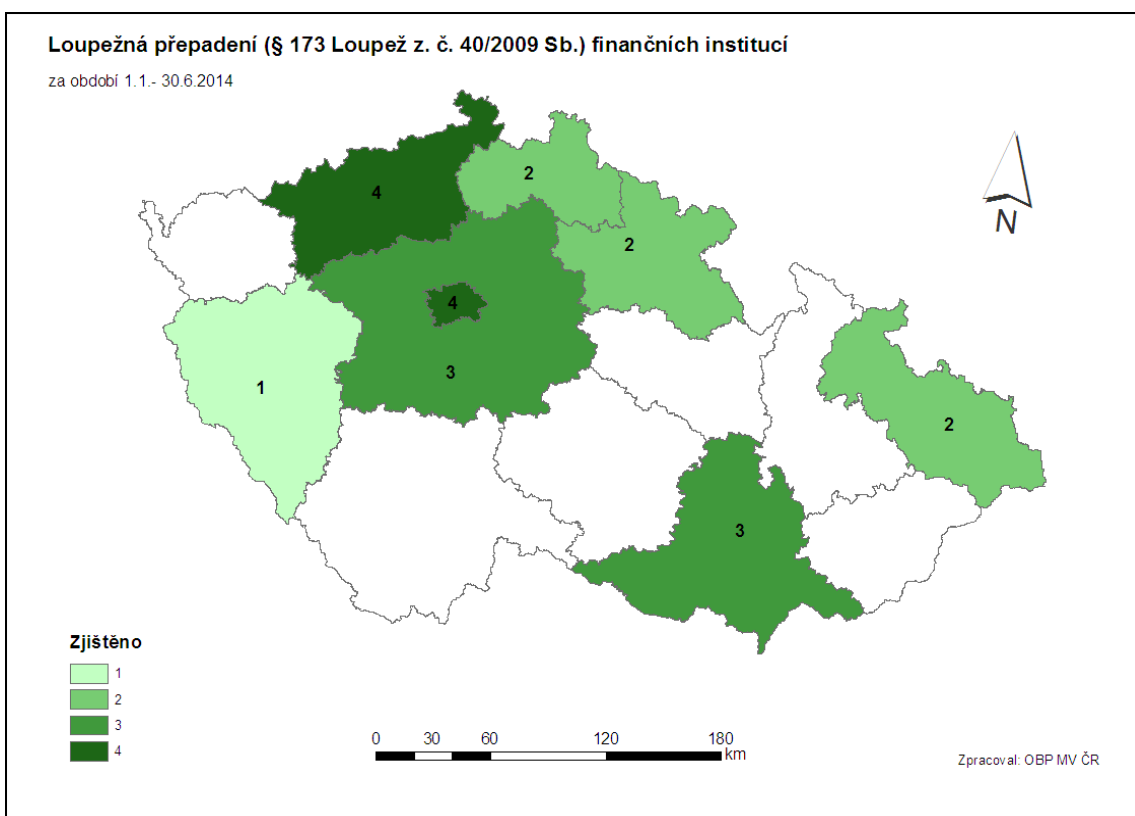 Loupežná přepadení (§ 173 Loupež z. č. 40/2009 Sb.) finančních institucí
za období 1.1.- 30.6.2014
4
2
2
N
4
3
1
2
3
Zjištěno
1
2
3
4
0 30 60 120 180
km
Zpracoval: OBP MV ČR